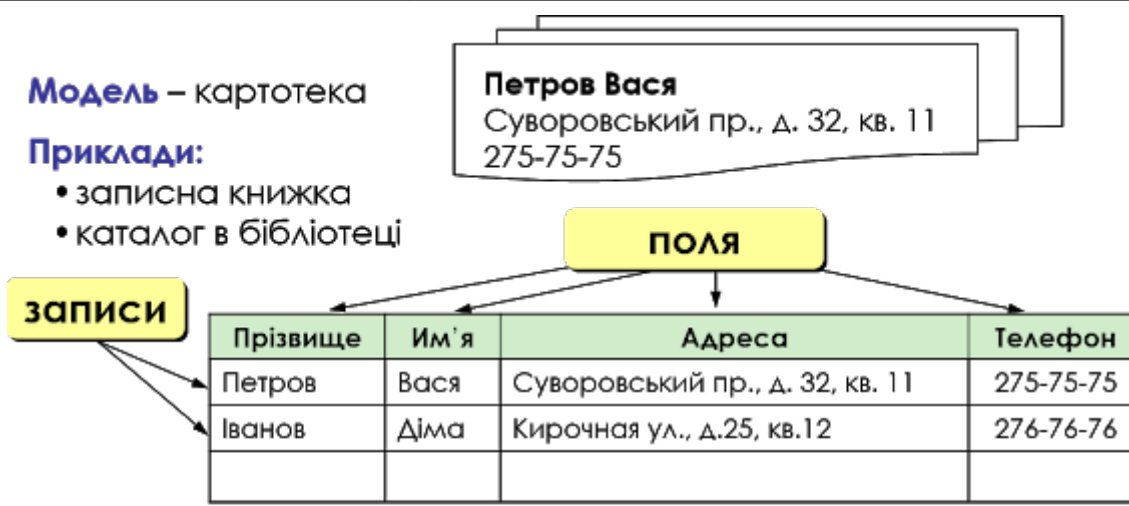 Модель – картотека
Приклади:
• записна книжка
• каталог в бібліотеці
Петров Вася
Суворовський пр., д. 32, кв. 11
275-75-75
поля
записи
Прізвище Им'я Адреса Телефон
Петров Вася Суворовський пр., д. 32, кв. 11 275-75-75
Іванов Діма Кирочная ул., д.25, кв.12 276-76-76